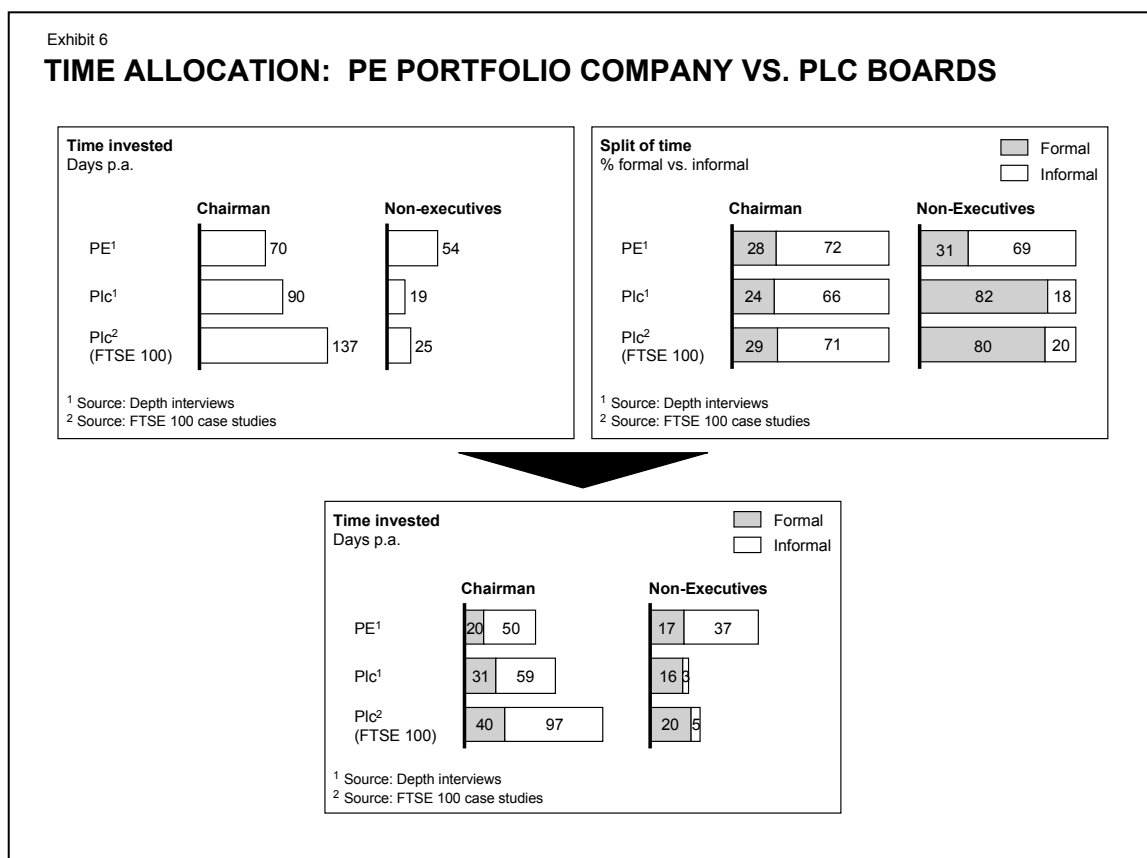 Exhibit 6
TIME ALLOCATION: PE PORTFOLIO COMPANY VS. PLC BOARDS
Time invested
Days p.a.
Chairman Non-executives
PE¹ 70 54
Plc¹ 90 19
Plc² 137 25
(FTSE 100)
¹ Source: Depth interviews
² Source: FTSE 100 case studies
Split of time
% formal vs. informal
Formal
Informal
Chairman Non-Executives
PE¹ 28 72 31 69
Plc¹ 24 66 82 18
Plc² 29 71 80 20
(FTSE 100)
¹ Source: Depth interviews
² Source: FTSE 100 case studies
Time invested
Days p.a.
Formal
Informal
Chairman Non-Executives
PE¹ 20 50 17 37
Plc¹ 31 59 16 3
Plc² 40 97 20 5
(FTSE 100)
¹ Source: Depth interviews
² Source: FTSE 100 case studies